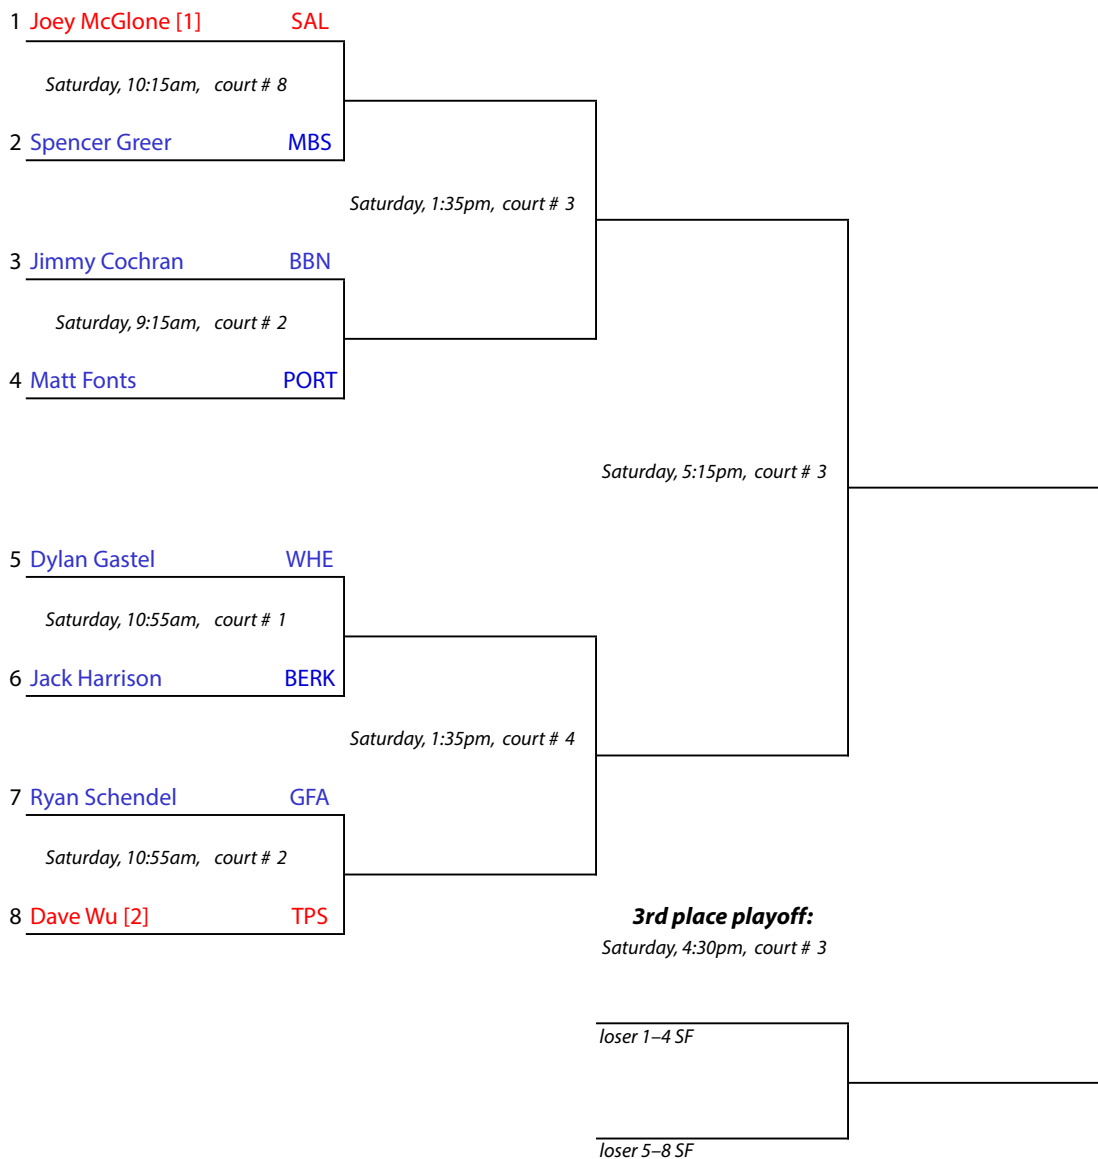 1 Joey McGlone [1] SAL
Saturday, 10:15am, court # 8
2 Spencer Greer MBS
Saturday, 1:35pm, court # 3
3 Jimmy Cochran BBN
Saturday, 9:15am, court # 2
4 Matt Fonts PORT
Saturday, 5:15pm, court # 3
5 Dylan Gastel WHE
Saturday, 10:55am, court # 1
6 Jack Harrison BERK
Saturday, 1:35pm, court # 4
7 Ryan Schendel GFA
Saturday, 10:55am, court # 2
8 Dave Wu [2] TPS
3rd place playoff:
Saturday, 4:30pm, court # 3
loser 1–4 SF
loser 5–8 SF